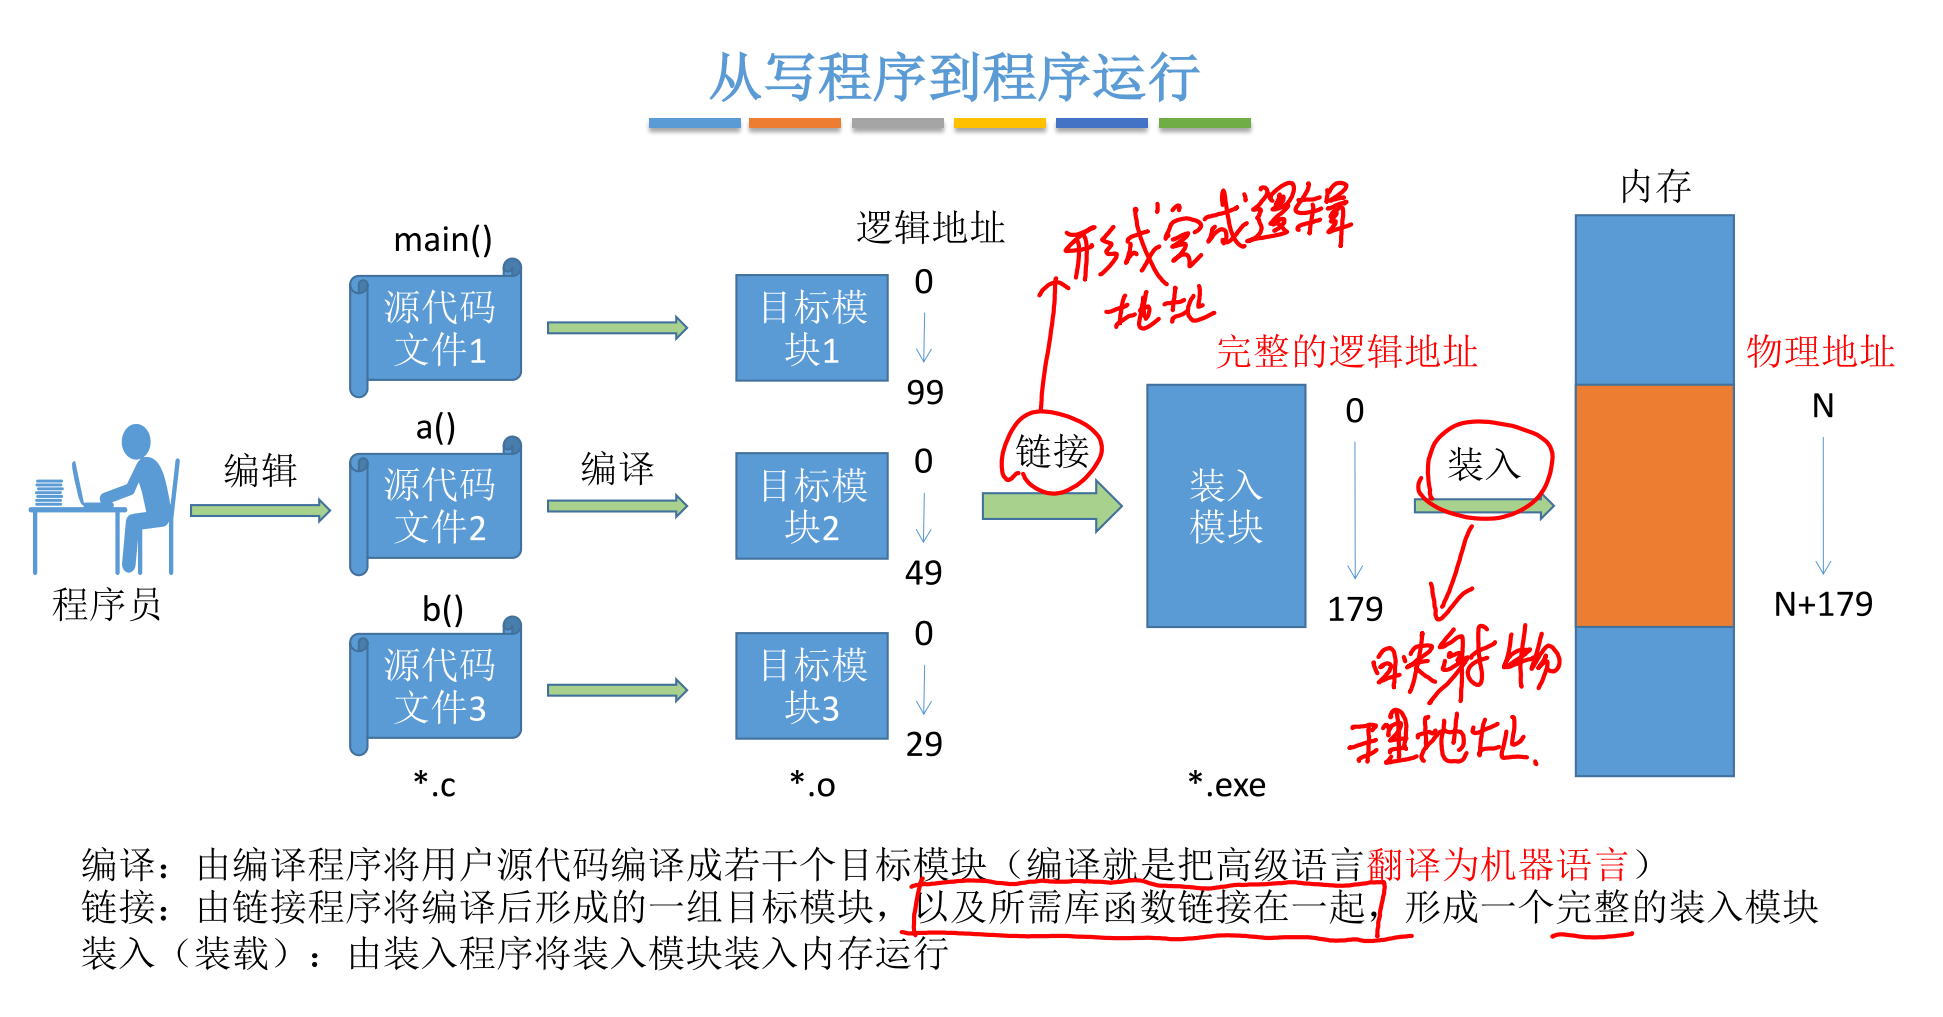 从写程序到程序运行
内存
逻辑地址
形成完成逻辑
地址
main()
源代码
文件1
目标模
块1
0
99
完整的逻辑地址
物理地址
a()
源代码
文件2
编辑
编译
目标模
块2
0
49
链接
装入
模块
0
179
装入
N
N+179
程序员
b()
源代码
文件3
目标模
块3
0
29
映射物
理地址.
*.c
*.o
*.exe
编译：由编译程序将用户源代码编译成若干个目标模块（编译就是把高级语言翻译为机器语言）
链接：由链接程序将编译后形成的一组目标模块，以及所需库函数链接在一起，形成一个完整的装入模块
装入（装载）：由装入程序将装入模块装入内存运行